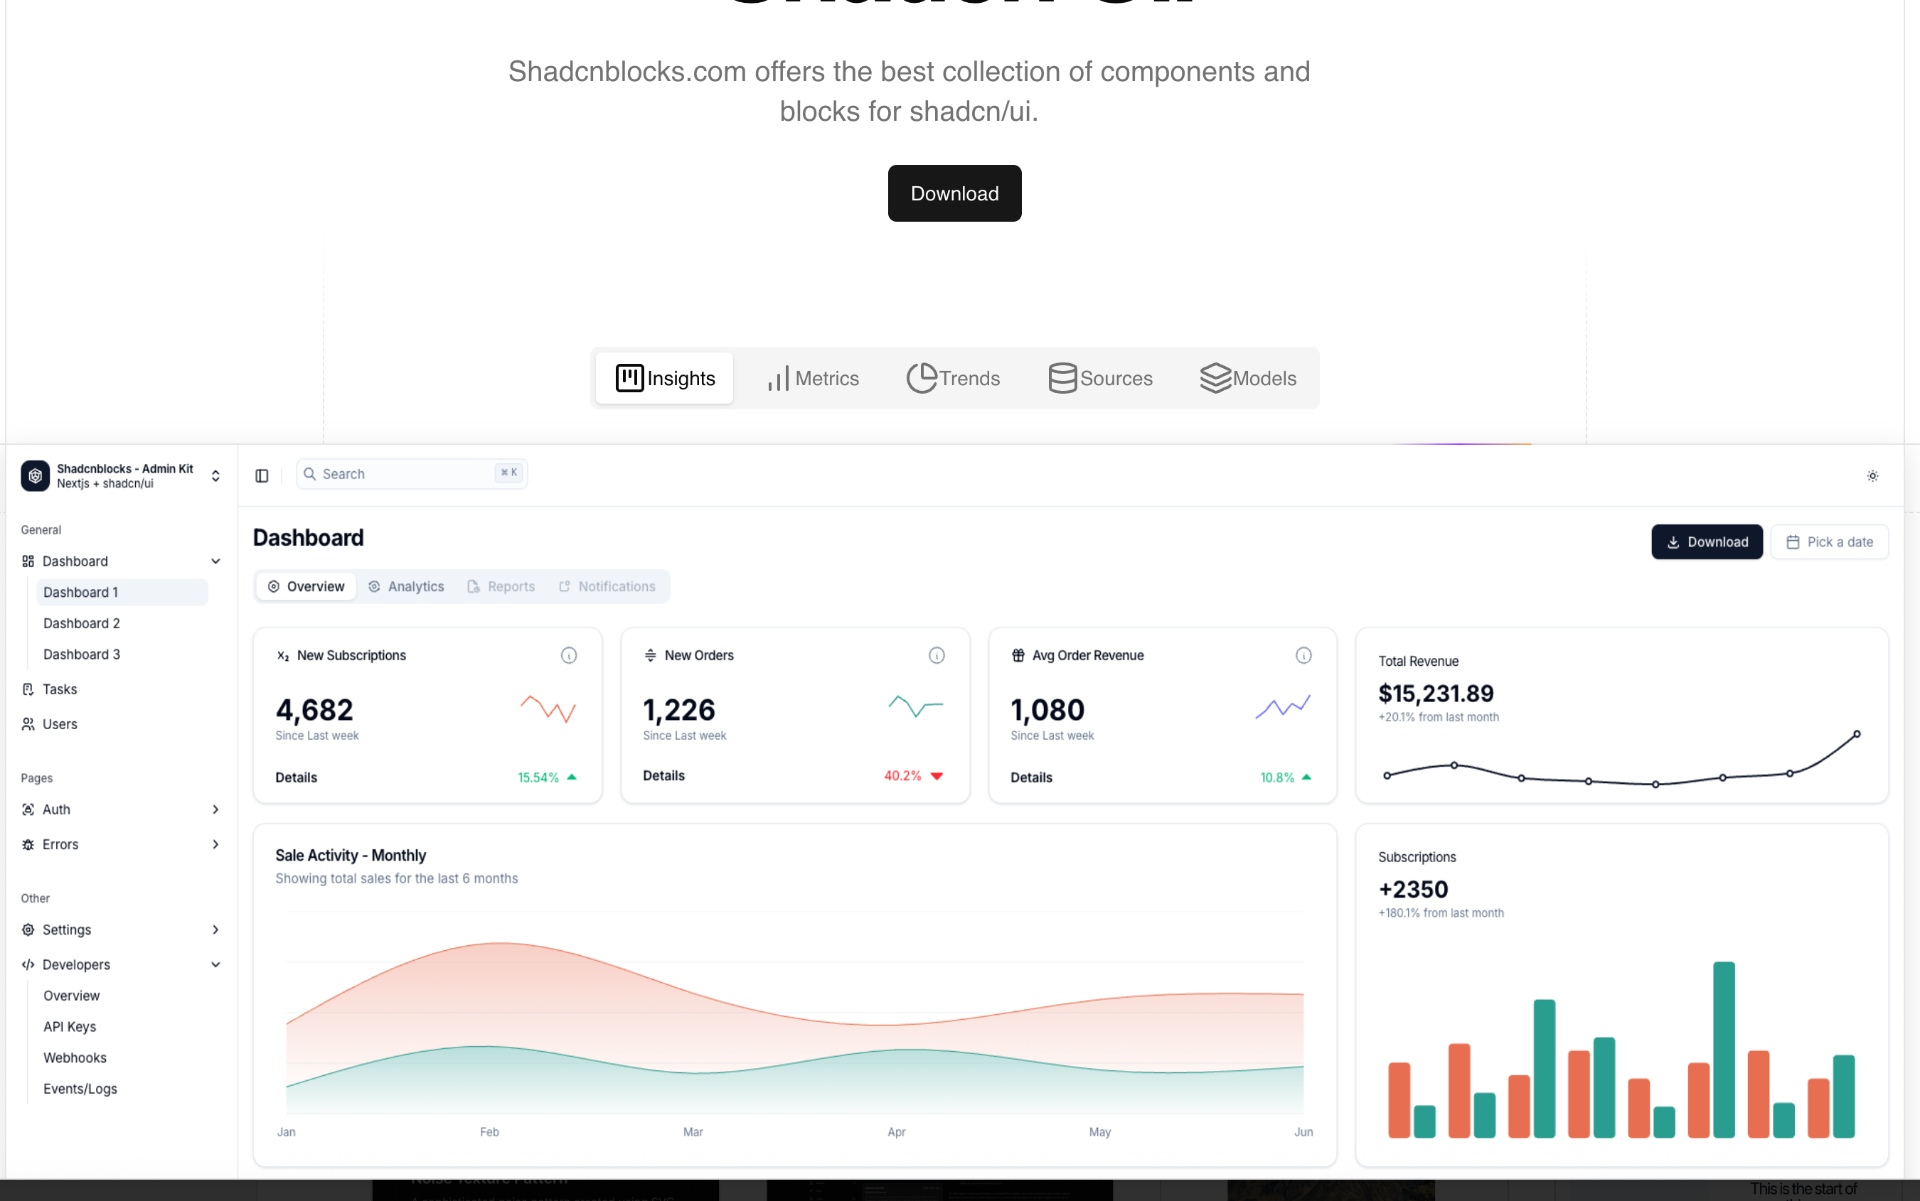 Shadcnblocks.com offers the best collection of components and
blocks for shadcn/ui.
Download
Insights
Metrics
Trends
Sources
Models
Shadcnblocks - Admin Kit
Nextjs + shadcn/ui
Search
⌘ K
General
Dashboard
Dashboard 1
Dashboard 2
Dashboard 3
Tasks
Users
Pages
Auth
Errors
Other
Settings
Developers
Overview
API Keys
Webhooks
Events/Logs
Dashboard
Download
Pick a date
Overview
Analytics
Reports
Notifications
New Subscriptions
4,682
Since Last week
Details
15.54%
New Orders
1,226
Since Last week
Details
40.2%
Avg Order Revenue
1,080
Since Last week
Details
10.8%
Total Revenue
$15,231.89
+20.1% from last month
Sale Activity - Monthly
Showing total sales for the last 6 months
Jan
Feb
Mar
Apr
May
Jun
Subscriptions
+2350
+180.1% from last month
This is the start of